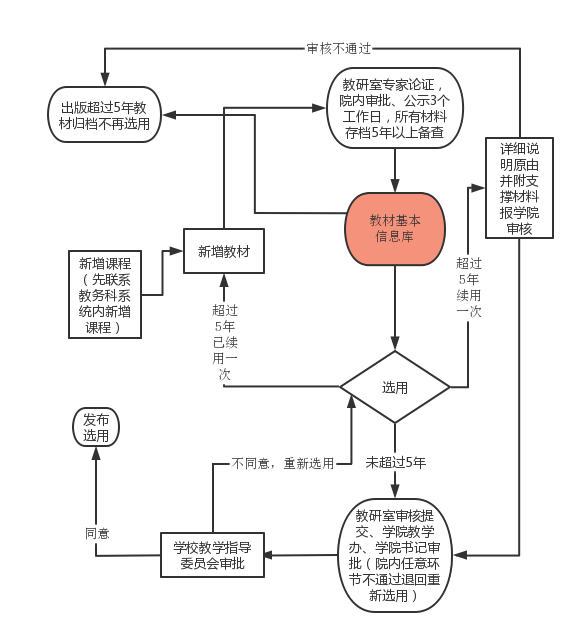 审核不通过
出版超过5年教
材归档不再选用
教研室专家论证，
院内审批、公示3个
工作日，所有材料
存档5年以上备查
详细说
明原由
并附支
撑材料
报学院
审核
教材基本
信息库
新增教材
新增课程
（先联系
教务科系
统内新增
课程）
超过
5年
续用
一次
超过
5年
已续
用一
次
选用
发布
选用
不同意，重新选用
未超过5年
教研室审核提
交、学院教学
办、学院书记审
批（院内任意环
节不通过退回重
新选用）
同意
学校教学指导
委员会审批